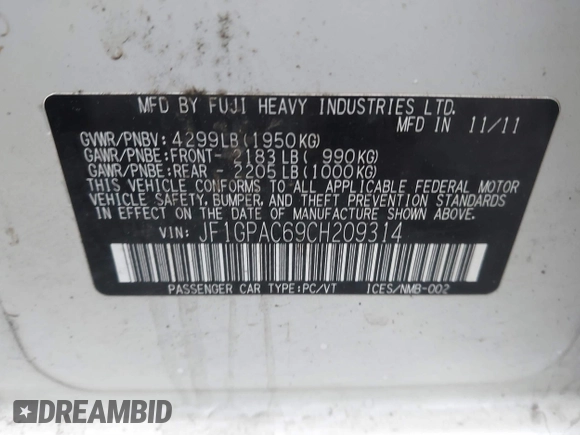 MFD BY FUJI HEAVY INDUSTRIES LTD.
MFD IN 11/11
GVWR/PNBV: 4299LB(1950KG)
GAWR/PNBE:FRONT- 2183LB( 990KG)
GAWR/PNBE:REAR - 2205LB(1000KG)
THIS VEHICLE CONFORMS TO ALL APPLICABLE FEDERAL MOTOR
VEHICLE SAFETY, BUMPER, AND THEFT PREVENTION STANDARDS
IN EFFECT ON THE DATE OF MANUFACTURE SHOWN ABOVE.
VIN: JF1GPAC69CH209314
PASSENGER CAR TYPE:PC/VT ICES/NMB-002
DREAMBID